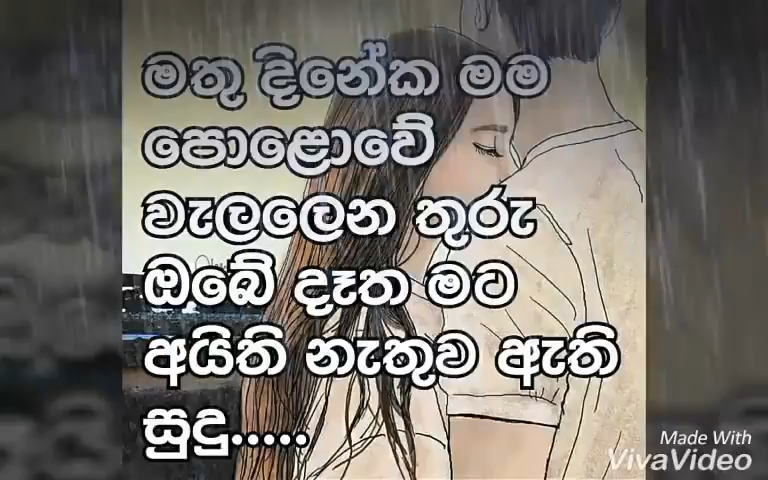 මතු දිනේක මම
පොළොවේ
වැලලෙන තුරු
ඔබේ දෑත මට
අයිති නැතුව ඇති
සුදු.....
Made With
VivaVideo